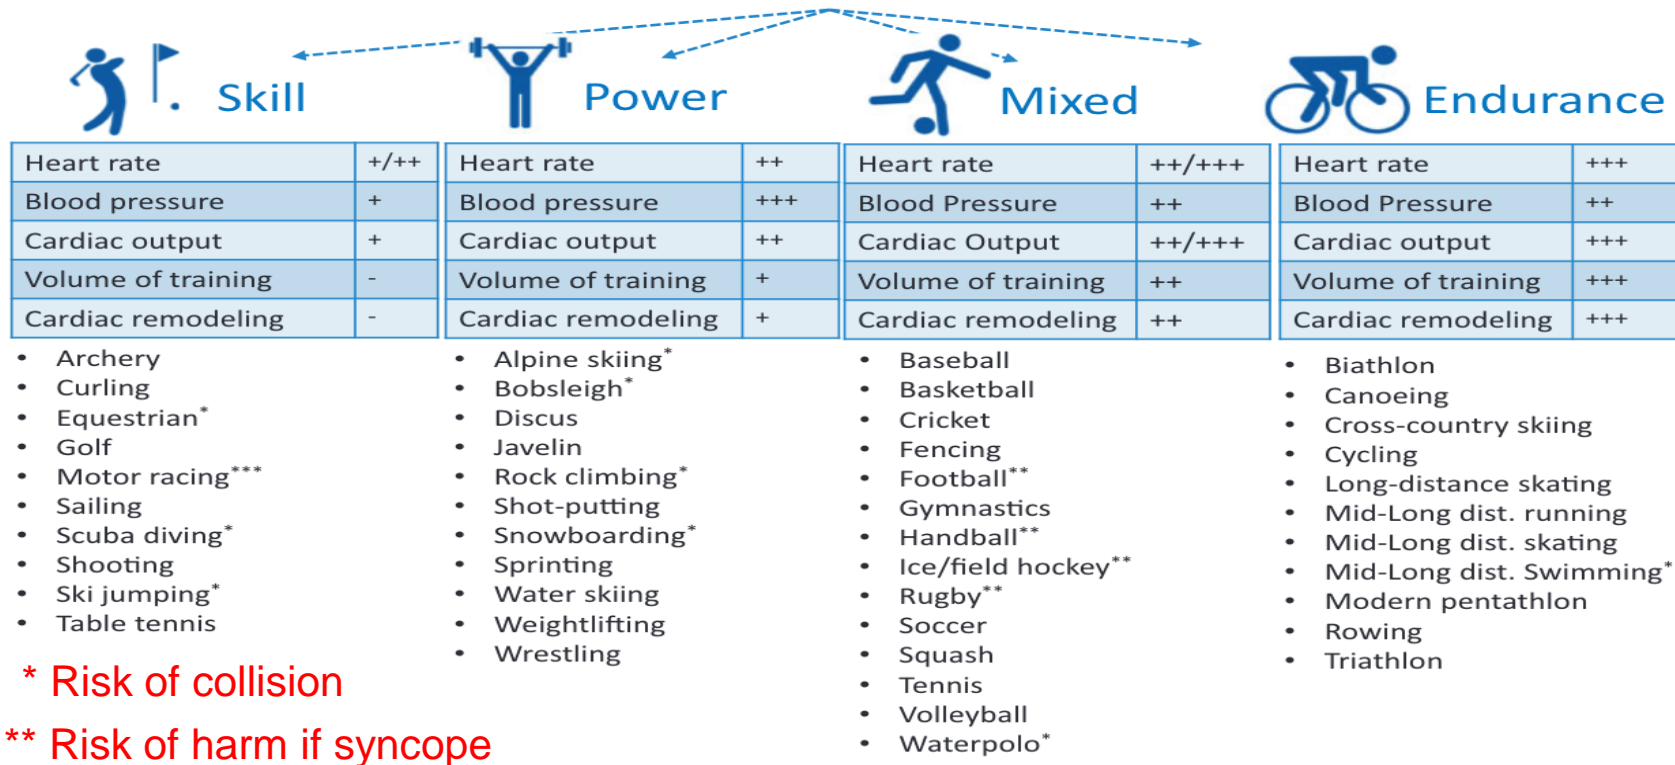 Skill
Heart rate +/++
Blood pressure +
Cardiac output +
Volume of training -
Cardiac remodeling -
• Archery
• Curling
• Equestrian*
• Golf
• Motor racing***
• Sailing
• Scuba diving*
• Shooting
• Ski jumping*
• Table tennis
Power
Heart rate ++
Blood pressure +++
Cardiac output ++
Volume of training +
Cardiac remodeling +
• Alpine skiing*
• Bobsleigh*
• Discus
• Javelin
• Rock climbing*
• Shot-putting
• Snowboarding*
• Sprinting
• Water skiing
• Weightlifting
• Wrestling
Mixed
Heart rate ++/+++
Blood Pressure ++
Cardiac Output ++/+++
Volume of training ++
Cardiac remodeling ++
• Baseball
• Basketball
• Cricket
• Fencing
• Football**
• Gymnastics
• Handball**
• Ice/field hockey**
• Rugby**
• Soccer
• Squash
• Tennis
• Volleyball
• Waterpolo*
Endurance
Heart rate +++
Blood Pressure ++
Cardiac output +++
Volume of training +++
Cardiac remodeling +++
• Biathlon
• Canoeing
• Cross-country skiing
• Cycling
• Long-distance skating
• Mid-Long dist. running
• Mid-Long dist. skating
• Mid-Long dist. Swimming*
• Modern pentathlon
• Rowing
• Triathlon
* Risk of collision
** Risk of harm if syncope